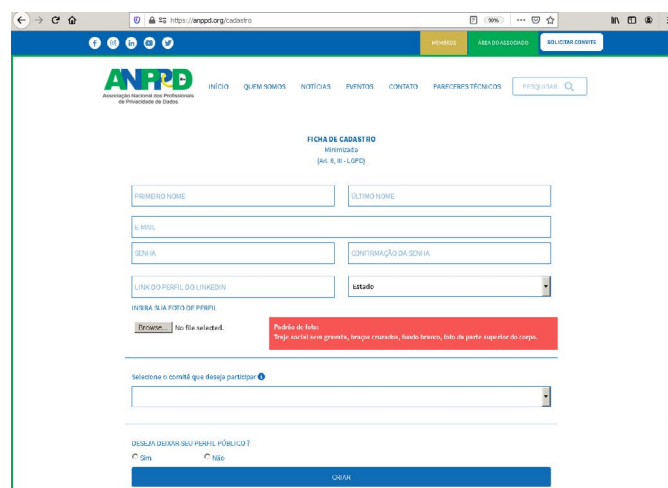 https://anppd.org/cadastro
90%
MEMBROS
ÁREA DO ASSOCIADO
SOLICITAR CONVITE
ANPPD
Associação Nacional dos Profissionais
de Privacidade de Dados
INÍCIO QUEM SOMOS NOTÍCIAS EVENTOS CONTATO PARECERES TÉCNICOS PESQUISAR
FICHA DE CADASTRO
Minimizada
(Art. 6, III - LGPD)
PRIMEIRO NOME
ÚLTIMO NOME
E-MAIL
SENHA
CONFIRMAÇÃO DA SENHA
LINK DO PERFIL DO LINKEDIN
Estado
INSIRA SUA FOTO DE PERFIL
Browse... No file selected.
Padrão de foto:
Traje social sem gravata, braços cruzados, fundo branco, foto da parte superior do corpo.
Selecione o comitê que deseja participar
DESEJA DEIXAR SEU PERFIL PÚBLICO ?
Sim Não
CRIAR